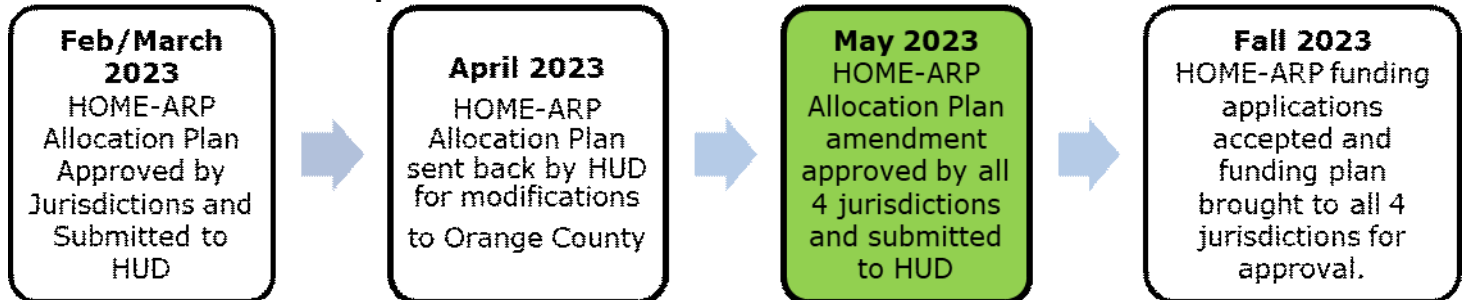 Feb/March
2023
HOME-ARP
Allocation Plan
Approved by
Jurisdictions and
Submitted to
HUD
April 2023
HOME-ARP
Allocation Plan
sent back by HUD
for modifications
to Orange County
May 2023
HOME-ARP
Allocation Plan
amendment
approved by all
4 jurisdictions
and submitted
to HUD
Fall 2023
HOME-ARP funding
applications
accepted and
funding plan
brought to all 4
jurisdictions for
approval.